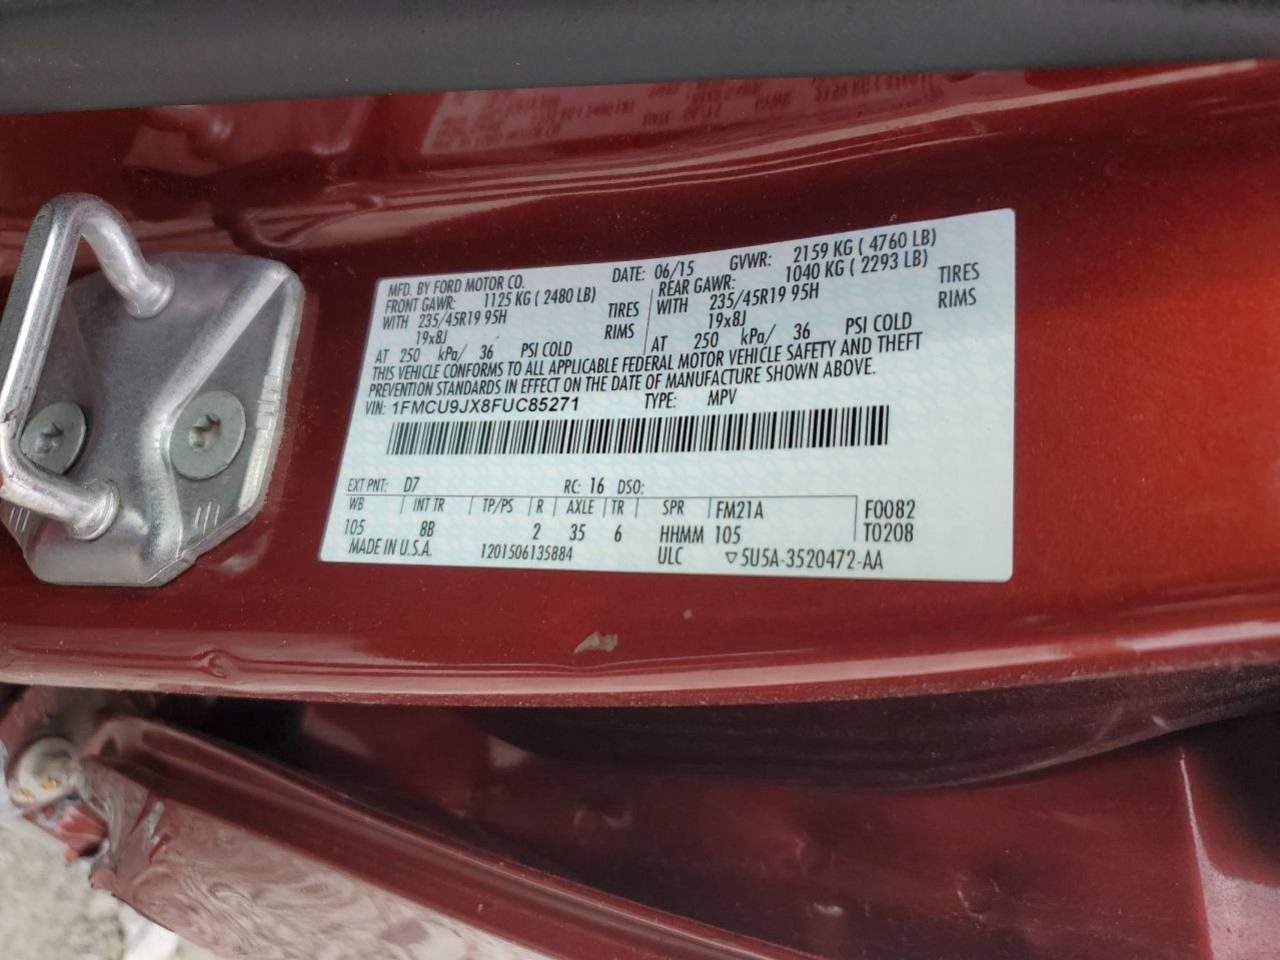 MFD. BY FORD MOTOR CO. DATE: 06/15 GVWR: 2159 KG ( 4760 LB)
FRONT GAWR: 1125 KG ( 2480 LB) REAR GAWR: 1040 KG ( 2293 LB)
WITH 235/45R19 95H TIRES WITH 235/45R19 95H TIRES
19x8J RIMS 19x8J RIMS
AT 250 kPa/ 36 PSI COLD AT 250 kPa/ 36 PSI COLD
THIS VEHICLE CONFORMS TO ALL APPLICABLE FEDERAL MOTOR VEHICLE SAFETY AND THEFT
PREVENTION STANDARDS IN EFFECT ON THE DATE OF MANUFACTURE SHOWN ABOVE.
VIN: 1FMCU9JX8FUC85271 TYPE: MPV
EXT PNT: D7 RC: 16 DSO:
WB INT TR TP/PS R AXLE TR SPR FM21A F0082
105 8B 2 35 6 HHMM 105 T0208
MADE IN U.S.A. 1201506135884 ULC ▽5U5A-3520472-AA